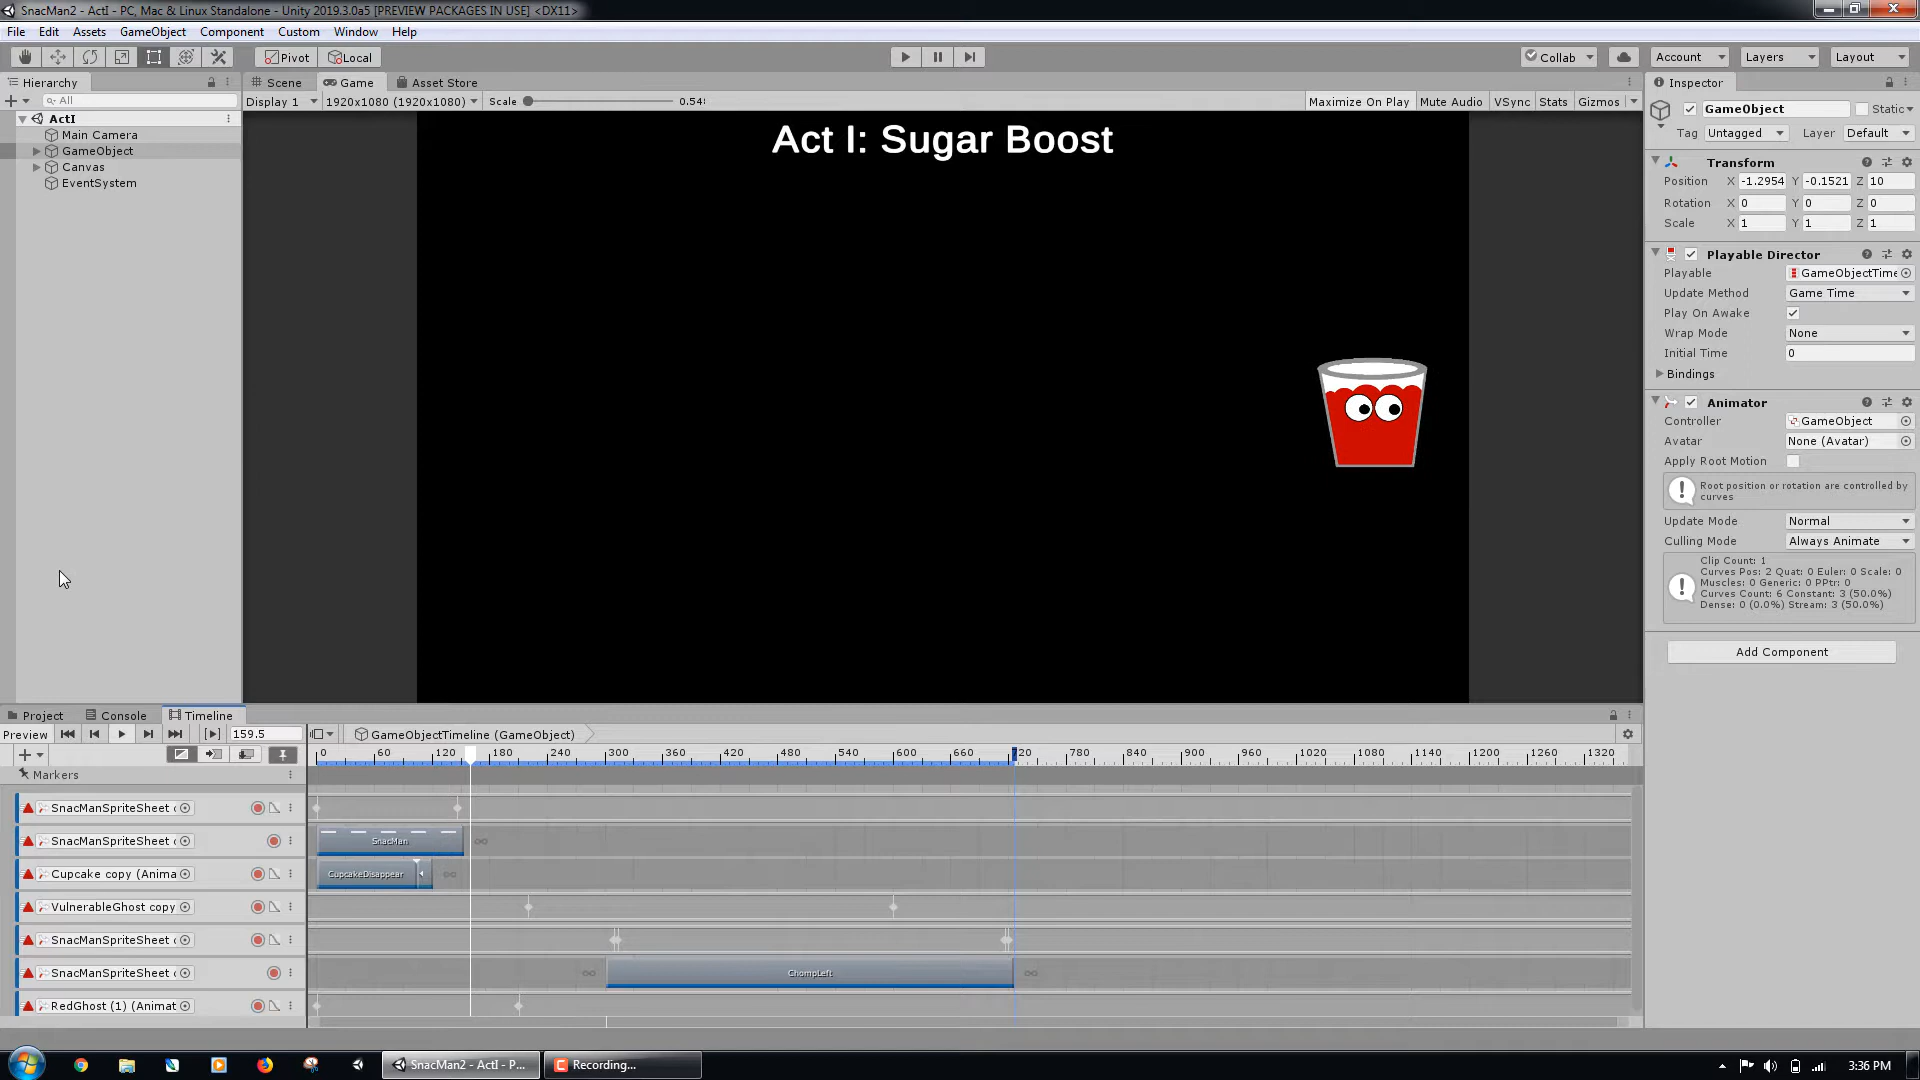 SnacMan2 - ActI - PC, Mac & Linux Standalone - Unity 2019.3.0a5 [PREVIEW PACKAGES IN USE] <DX11>
File Edit Assets GameObject Component Custom Window Help
Pivot Local Collab Account Layers Layout
Hierarchy Scene Game Asset Store Inspector
All Display 1 1920x1080 (1920x1080) Scale 0.54: Maximize On Play Mute Audio VSync Stats Gizmos
GameObject Static
Tag Untagged Layer Default
ActI
Main Camera
GameObject
Canvas
EventSystem
Act I: Sugar Boost
Transform
Position X -1.2954 Y -0.1521 Z 10
Rotation X 0 Y 0 Z 0
Scale X 1 Y 1 Z 1
Playable Director
Playable GameObjectTime
Update Method Game Time
Play On Awake
Wrap Mode None
Initial Time 0
Bindings
Animator
Controller GameObject
Avatar None (Avatar)
Apply Root Motion
Root position or rotation are controlled by
curves
Update Mode Normal
Culling Mode Always Animate
Clip Count: 1
Curves Pos: 2 Quat: 0 Euler: 0 Scale: 0
Muscles: 0 Generic: 0 PPtr: 0
Curves Count: 6 Constant: 3 (50.0%)
Dense: 0 (0.0%) Stream: 3 (50.0%)
Add Component
Project Console Timeline
Preview 159.5 GameObjectTimeline (GameObject)
0 60 120 180 240 300 360 420 480 540 600 660 720 780 840 900 960 1020 1080 1140 1200 1260 1320
Markers
SnacManSpriteSheet c
SnacManSpriteSheet c SnacMan
Cupcake copy (Anima CupcakeDisappear
VulnerableGhost copy
SnacManSpriteSheet c
SnacManSpriteSheet c ChompLeft
RedGhost (1) (Animat
SnacMan2 - ActI - P... Recording... 3:36 PM